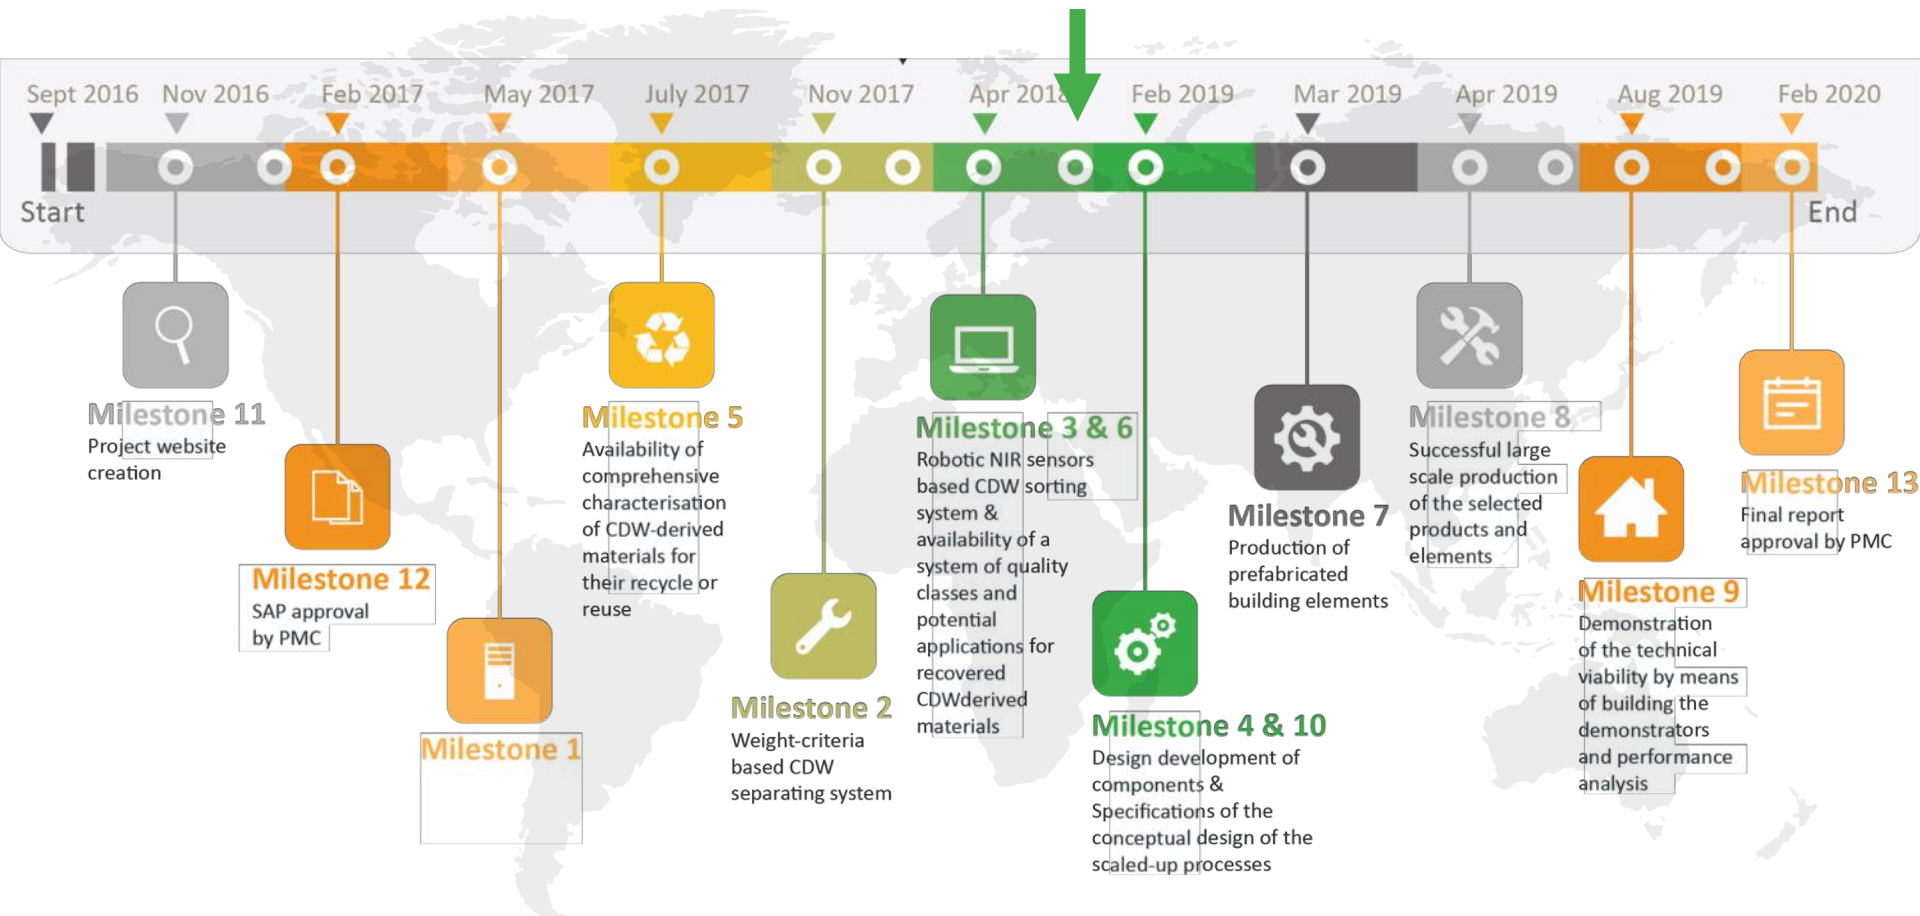 Sept 2016
Nov 2016
Feb 2017
May 2017
July 2017
Nov 2017
Apr 2018
Feb 2019
Mar 2019
Apr 2019
Aug 2019
Feb 2020
Start
End
Milestone 11
Project website
creation
Milestone 12
SAP approval
by PMC
Milestone 1
Milestone 5
Availability of
comprehensive
characterisation
of CDW-derived
materials for
their recycle or
reuse
Milestone 2
Weight-criteria
based CDW
separating system
Milestone 3 & 6
Robotic NIR sensors
based CDW sorting
system &
availability of a
system of quality
classes and
potential
applications for
recovered
CDWderived
materials
Milestone 4 & 10
Design development of
components &
Specifications of the
conceptual design of the
scaled-up processes
Milestone 7
Production of
prefabricated
building elements
Milestone 8
Successful large
scale production
of the selected
products and
elements
Milestone 9
Demonstration
of the technical
viability by means
of building the
demonstrators
and performance
analysis
Milestone 13
Final report
approval by PMC